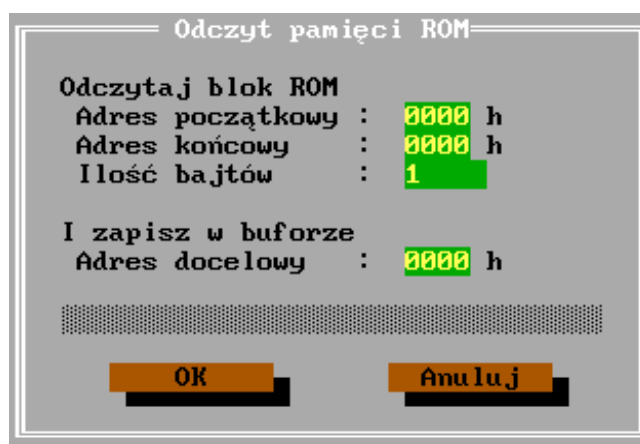 Odczyt pamięci ROM
Odczytaj blok ROM
Adres początkowy : 0000 h
Adres końcowy : 0000 h
Ilość bajtów : 1
I zapisz w buforze
Adres docelowy : 0000 h
OK Anuluj